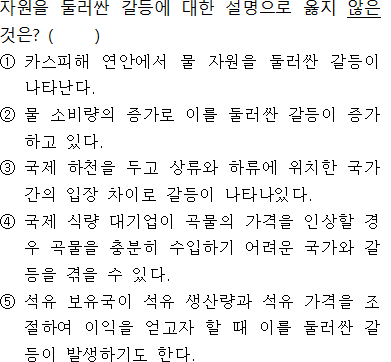 자원을 둘러싼 갈등에 대한 설명으로 옳지 않은
것은? (      )
① 카스피해 연안에서 물 자원을 둘러싼 갈등이
나타난다.
② 물 소비량의 증가로 이를 둘러싼 갈등이 증가
하고 있다.
③ 국제 하천을 두고 상류와 하류에 위치한 국가
간의 입장 차이로 갈등이 나타나있다.
④ 국제 식량 대기업이 곡물의 가격을 인상할 경
우 곡물을 충분히 수입하기 어려운 국가와 갈
등을 겪을 수 있다.
⑤ 석유 보유국이 석유 생산량과 석유 가격을 조
절하여 이익을 얻고자 할 때 이를 둘러싼 갈
등이 발생하기도 한다.